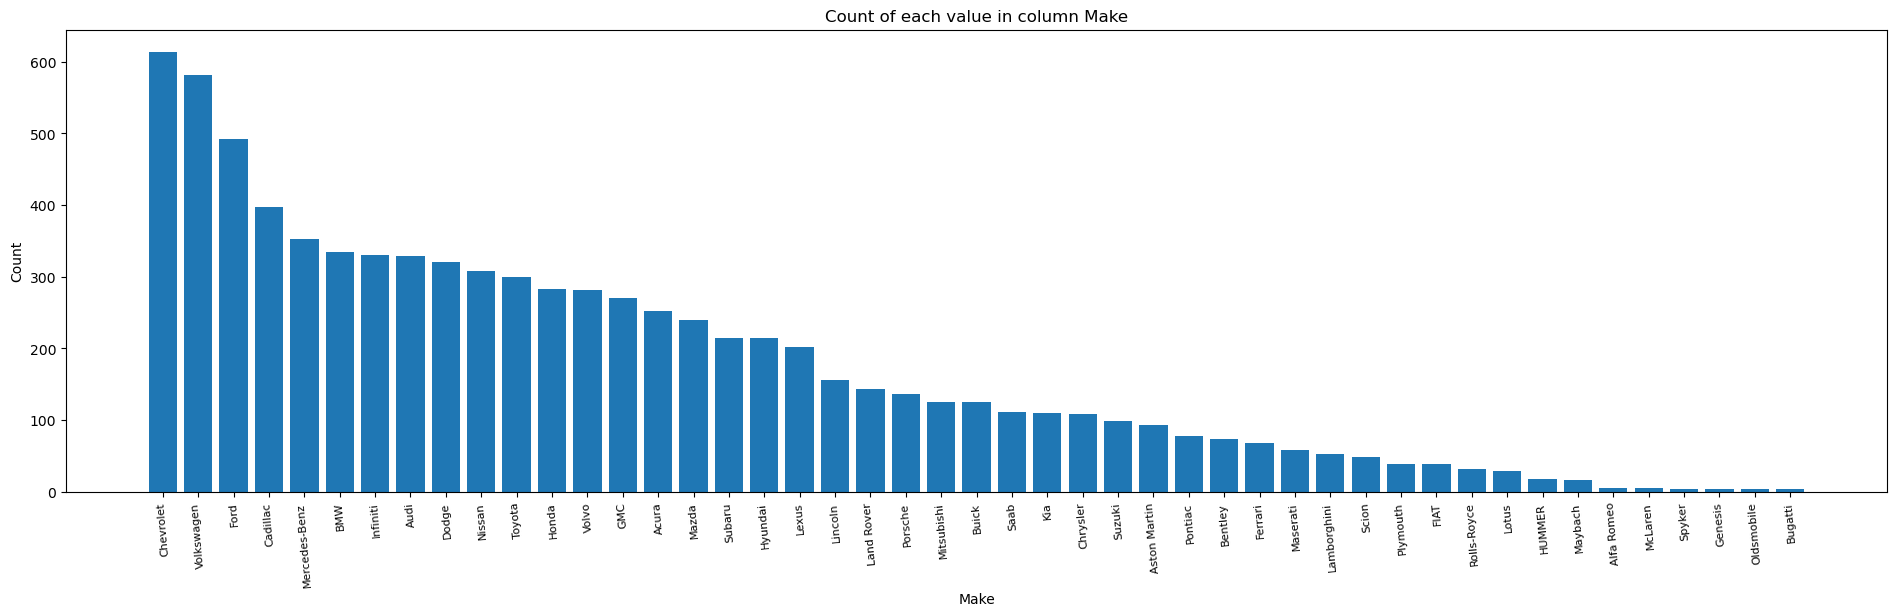 Count of each value in column Make
Count
600
500
400
300
200
100
0
Chevrolet
Volkswagen
Ford
Cadillac
Mercedes-Benz
BMW
Infiniti
Audi
Dodge
Nissan
Toyota
Honda
Volvo
GMC
Acura
Mazda
Subaru
Hyundai
Lexus
Lincoln
Land Rover
Porsche
Mitsubishi
Buick
Saab
Kia
Chrysler
Suzuki
Aston Martin
Pontiac
Bentley
Ferrari
Maserati
Lamborghini
Scion
Plymouth
FIAT
Rolls-Royce
Lotus
HUMMER
Maybach
Alfa Romeo
McLaren
Spyker
Genesis
Oldsmobile
Bugatti
Make